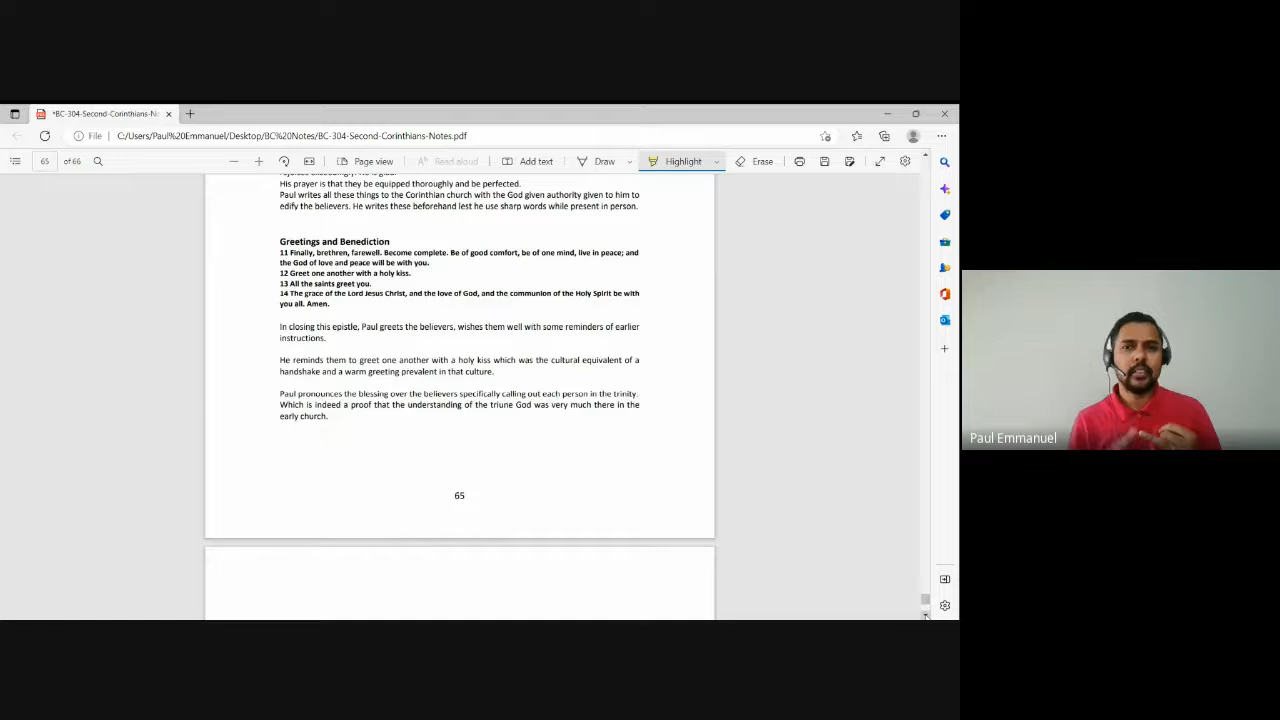 *BC-304-Second-Corinthians-No
File
C:/Users/Paul%20Emmanuel/Desktop/BC%20Notes/BC-304-Second-Corinthians-Notes.pdf
65 of 66
Page view
Read aloud
Add text
Draw
Highlight
Erase
His prayer is that they be equipped thoroughly and be perfected.
Paul writes all these things to the Corinthian church with the God given authority given to him to
edify the believers. He writes these beforehand lest he use sharp words while present in person.
Greetings and Benediction
11 Finally, brethren, farewell. Become complete. Be of good comfort, be of one mind, live in peace; and
the God of love and peace will be with you.
12 Greet one another with a holy kiss.
13 All the saints greet you.
14 The grace of the Lord Jesus Christ, and the love of God, and the communion of the Holy Spirit be with
you all. Amen.
In closing this epistle, Paul greets the believers, wishes them well with some reminders of earlier
instructions.
He reminds them to greet one another with a holy kiss which was the cultural equivalent of a
handshake and a warm greeting prevalent in that culture.
Paul pronounces the blessing over the believers specifically calling out each person in the trinity.
Which is indeed a proof that the understanding of the triune God was very much there in the
early church.
65
Paul Emmanuel